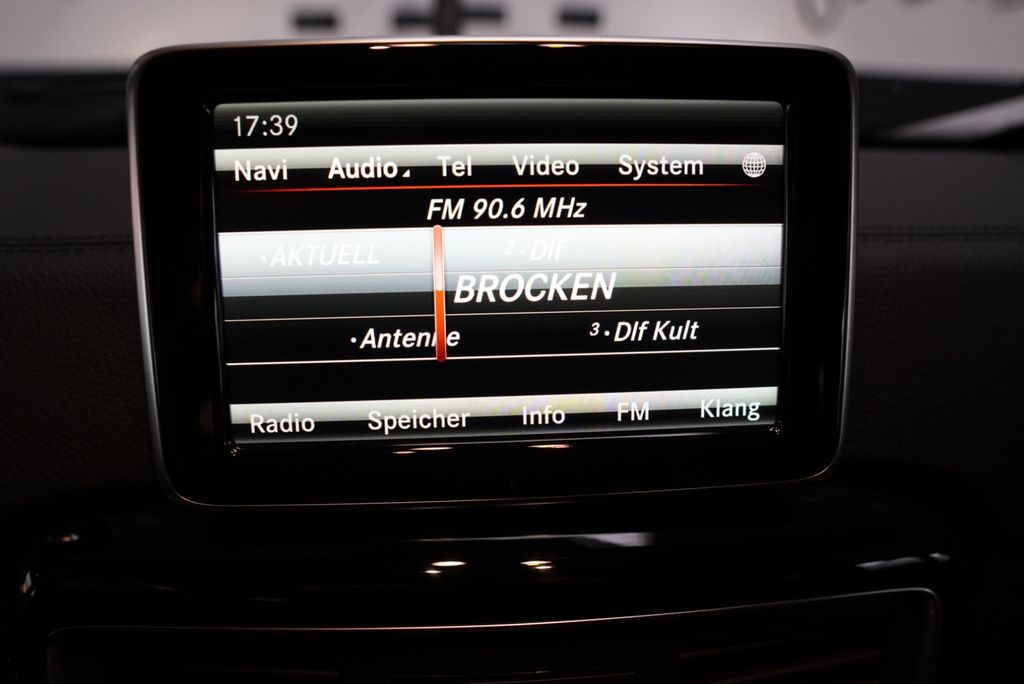 17:39
Navi Audio Tel Video System
FM 90.6 MHz
·AKTUELL 2·Dlf
BROCKEN
·Antenne 3·Dlf Kult
Radio Speicher Info FM Klang